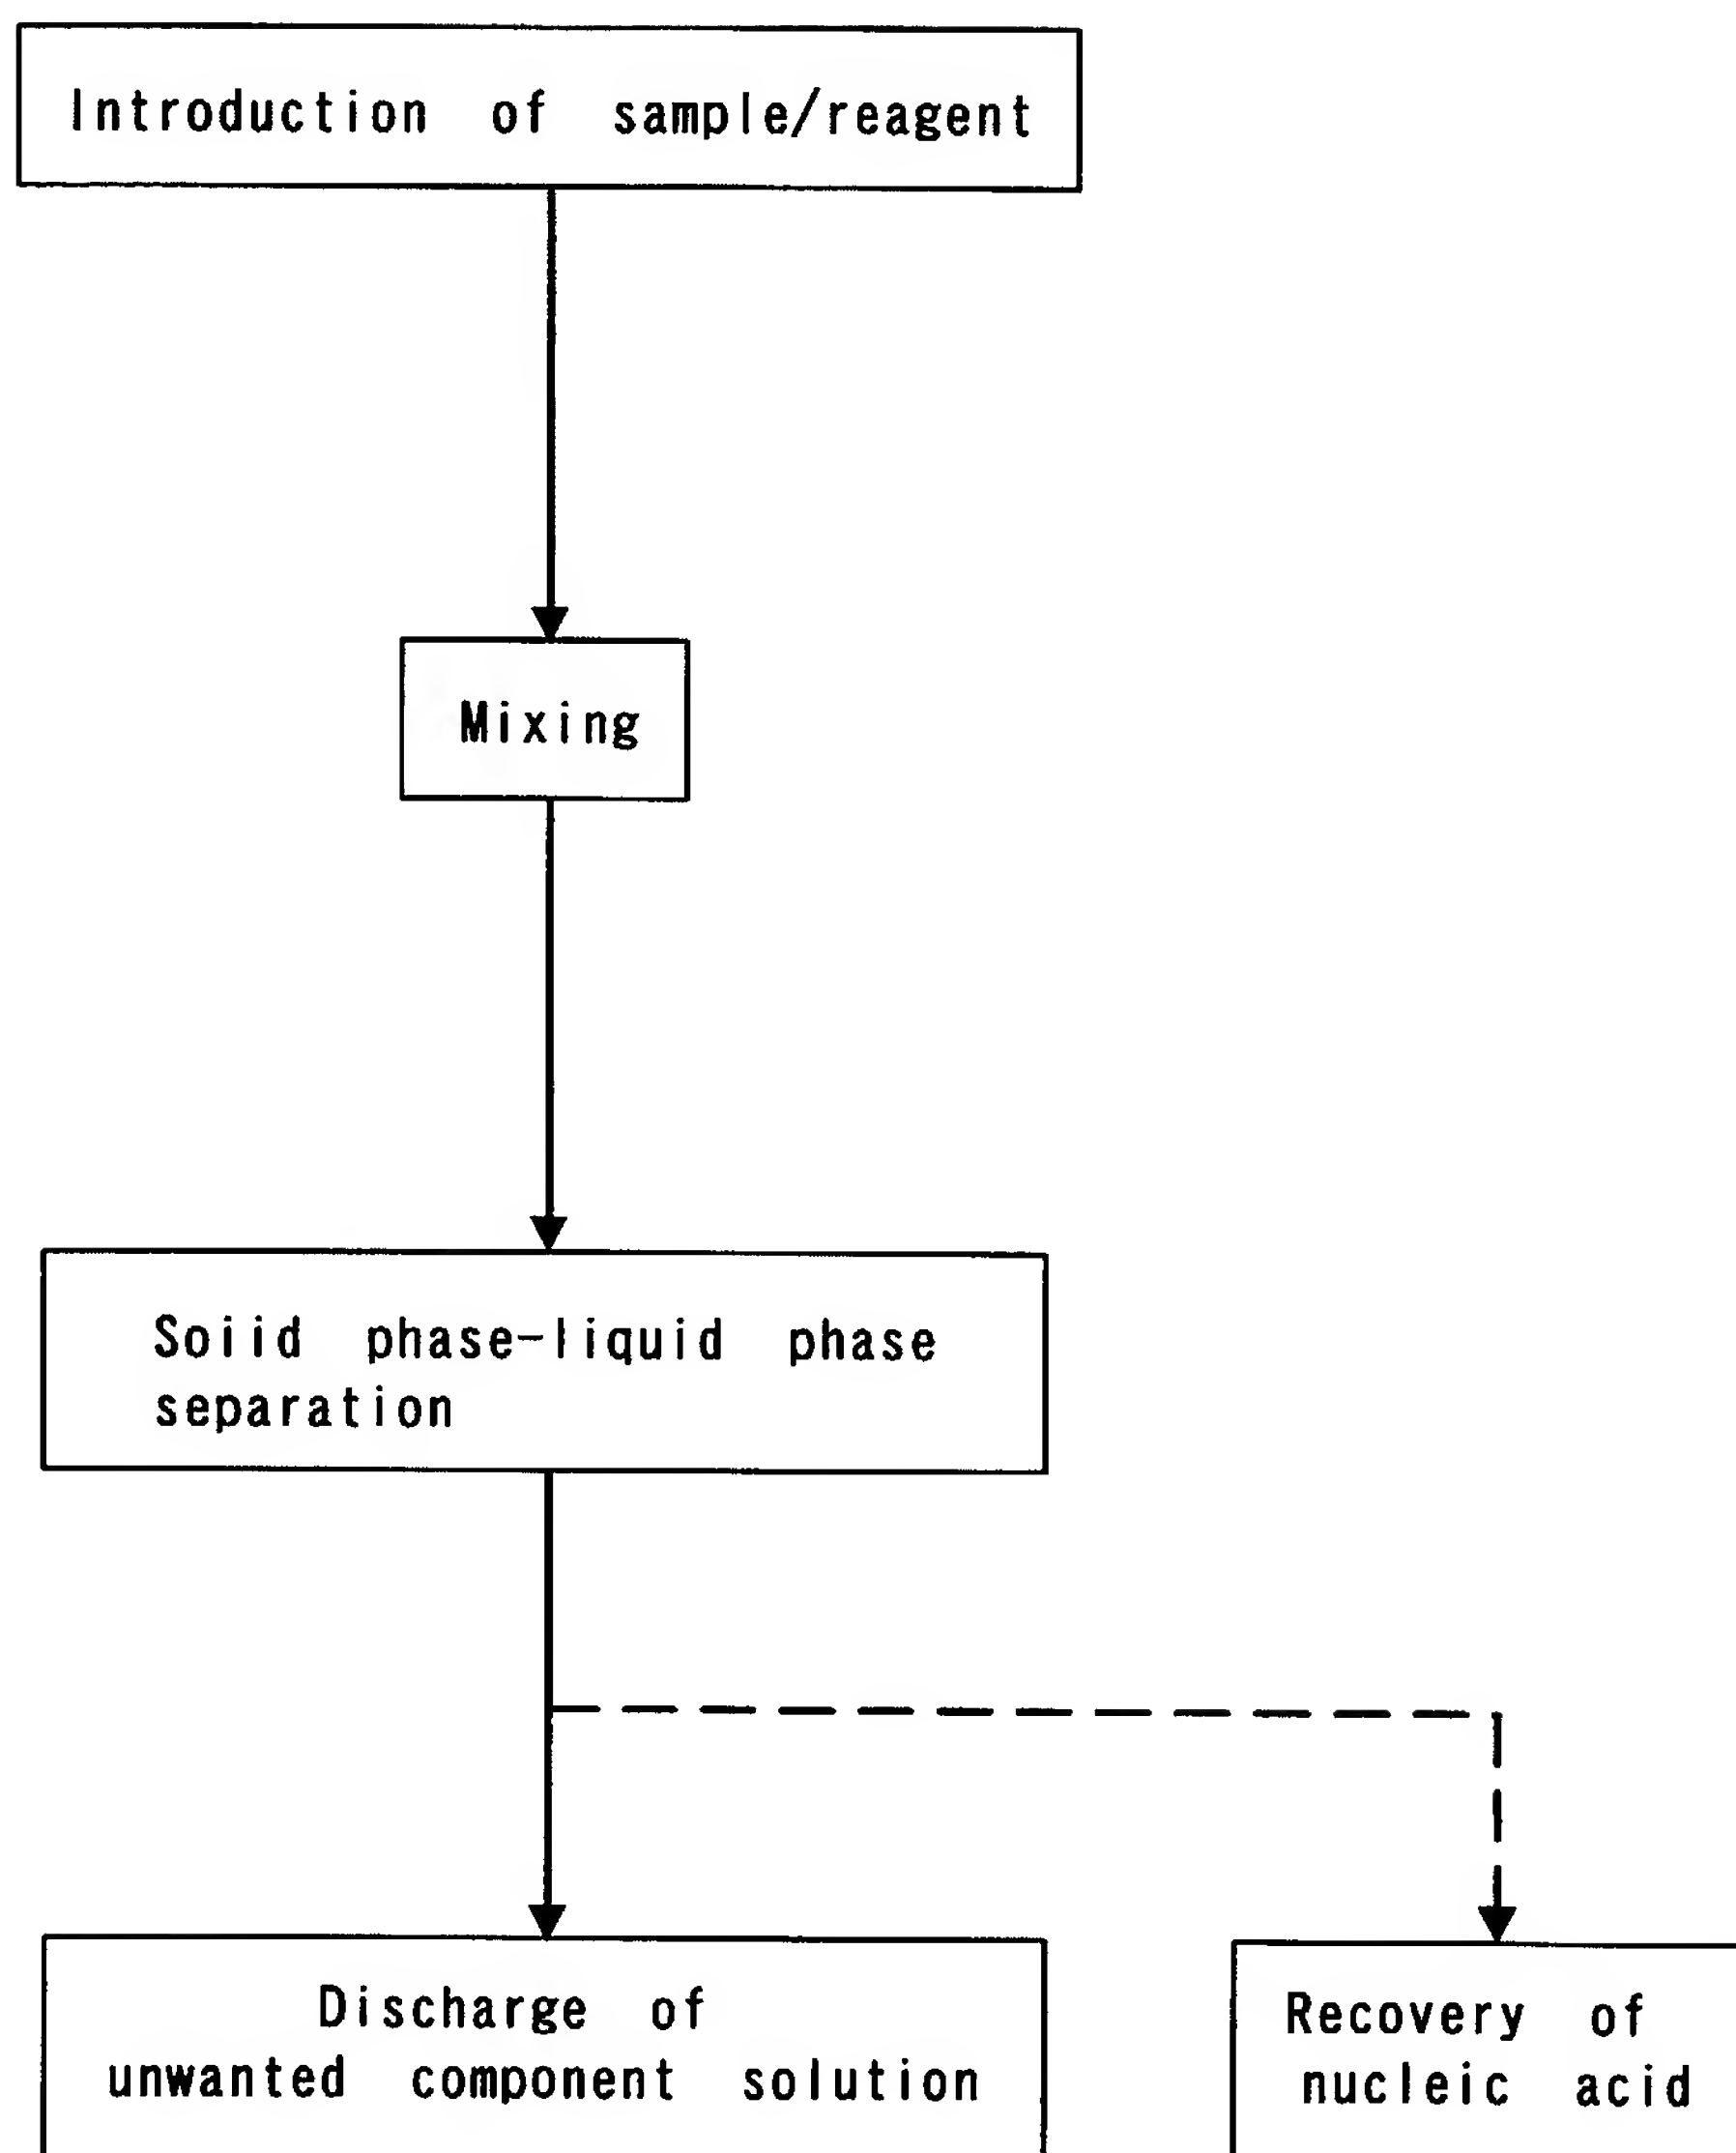 Introduction of sample/reagent
Mixing
Soiid phase-liquid phase
separation
Discharge of
unwanted component solution
Recovery of
nucleic acid